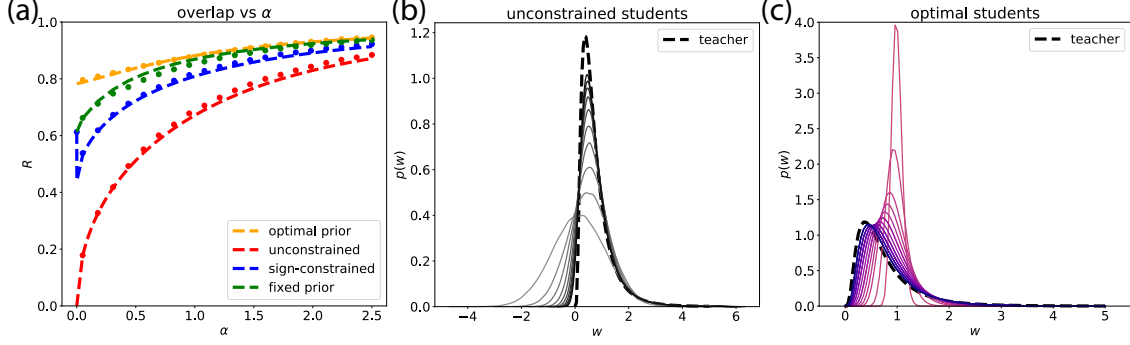 (a)
overlap vs α
R
1.0
0.8
0.6
0.4
0.2
0.0
0.0
0.5
1.0
1.5
2.0
2.5
α
optimal prior
unconstrained
sign-constrained
fixed prior
(b)
unconstrained students
p(w)
1.2
1.0
0.8
0.6
0.4
0.2
0.0
−4
−2
0
2
4
6
w
teacher
(c)
optimal students
p(w)
4.0
3.5
3.0
2.5
2.0
1.5
1.0
0.5
0.0
0
1
2
3
4
5
w
teacher